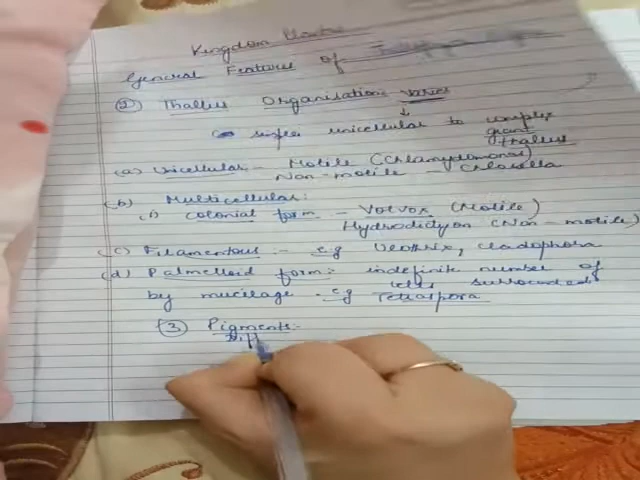 Kingdom Plantae
General Features of
(2) Thallus Organisation varies
simple unicellular to complex
giant
thallus
(a) Unicellular - Motile (Chlamydomonas)
Non-motile - Chlorella
(b) Multicellular:
(i) colonial form - Volvox (Motile)
Hydrodictyon (Non-motile)
(c) Filamentous - e.g Ulothrix, cladophora
(d) Palmelloid form: indefinite number of
cells surrounded
by mucilage e.g Tetraspora
(3) Pigments:-
Diff